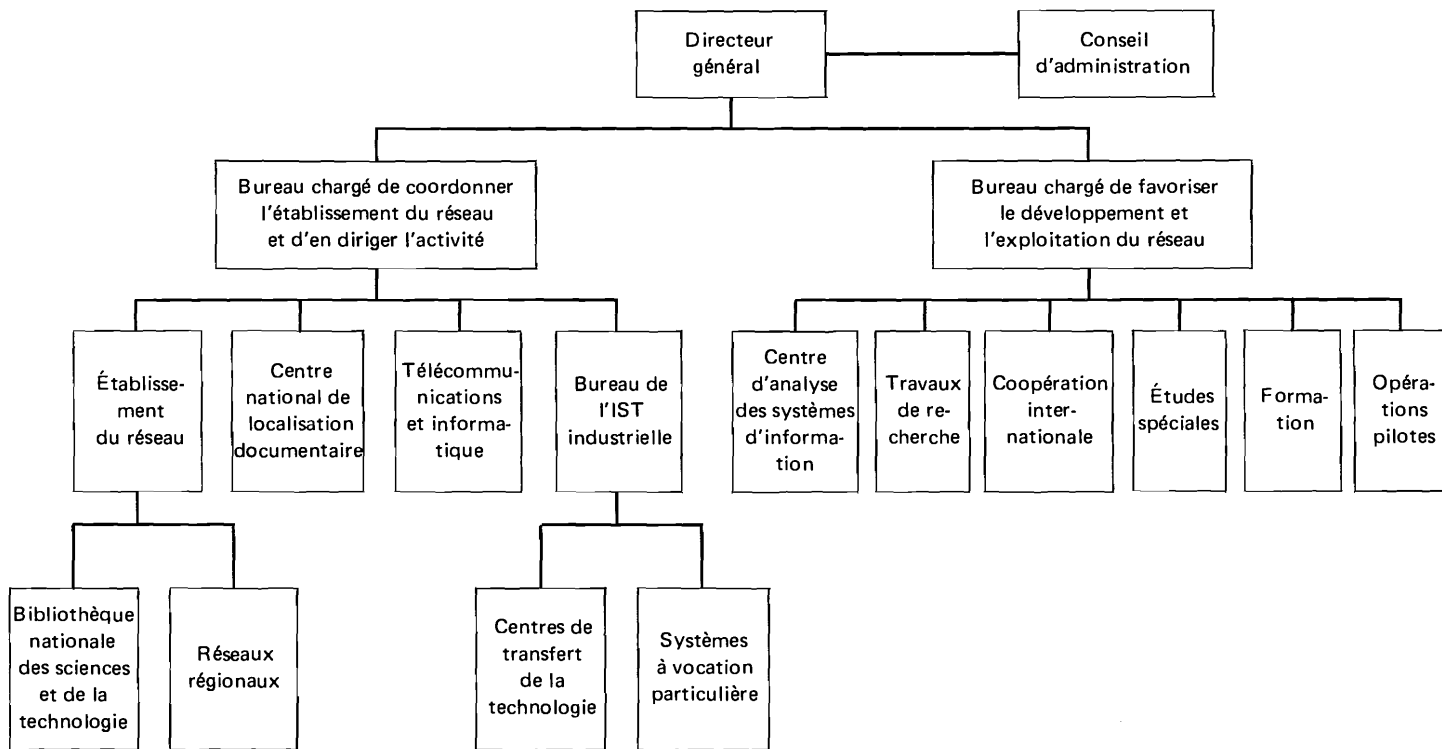 Directeur
général
Conseil
d'administration
Bureau chargé de coordonner
l'établissement du réseau
et d'en diriger l'activité
Bureau chargé de favoriser
le développement et
l'exploitation du réseau
Établisse-
ment
du réseau
Centre
national de
localisation
documentaire
Télécommu-
nications
et informa-
tique
Bureau de
l'IST
industrielle
Centre
d'analyse
des systèmes
d'informa-
tion
Travaux
de re-
cherche
Coopération
inter-
nationale
Études
spéciales
Forma-
tion
Opéra-
tions
pilotes
Bibliothèque
nationale
des sciences
et de la
technologie
Réseaux
régionaux
Centres de
transfert
de la
technologie
Systèmes
à vocation
particulière